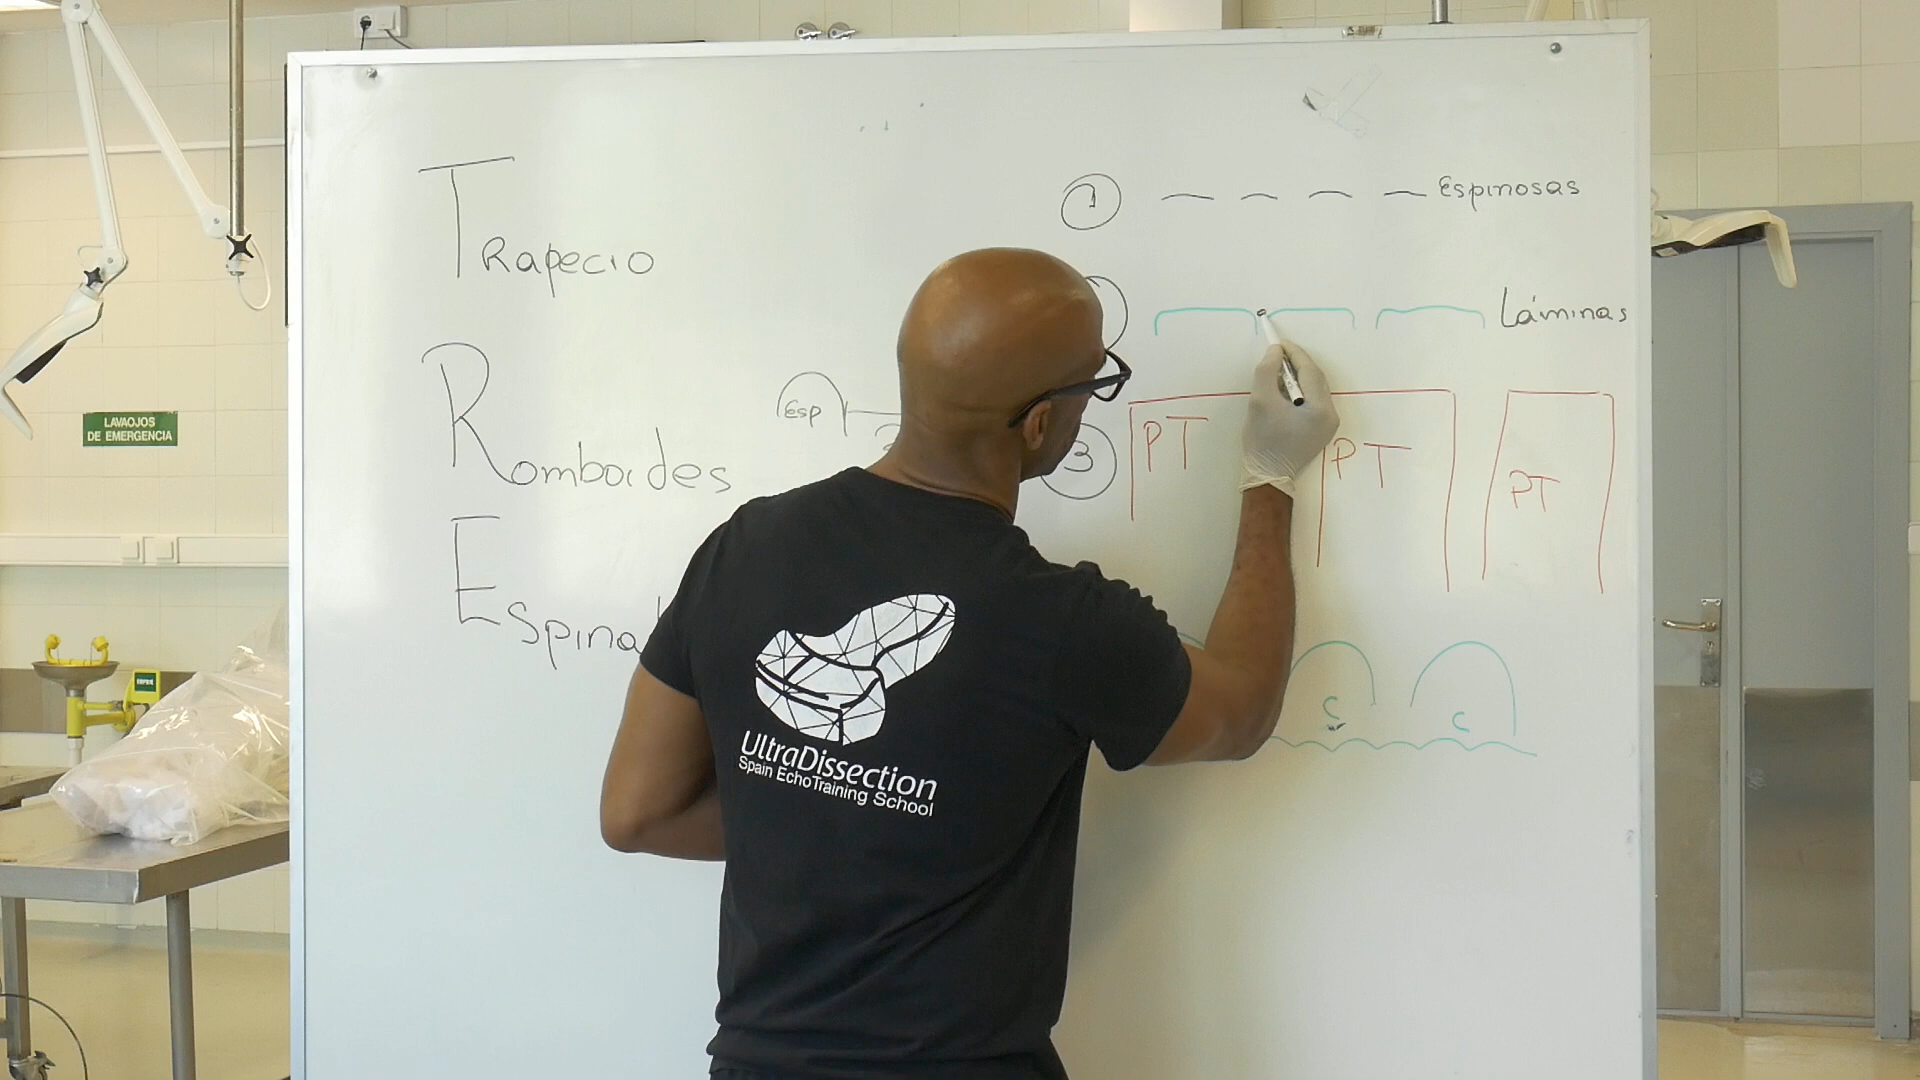 Trapecio
Romboides
Espina
Esp
1
Espinosas
Láminas
3
PT
PT
PT
C
C
LAVAOJOS
DE EMERGENCIA
UltraDissection
Spain EchoTraining School